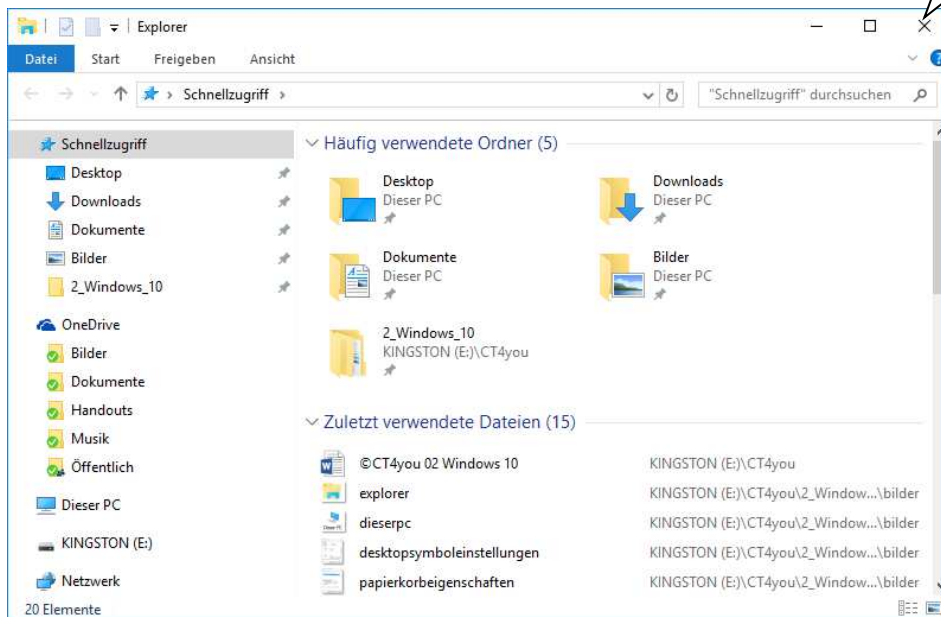 Explorer
Datei Start Freigeben Ansicht
Schnellzugriff "Schnellzugriff" durchsuchen
Schnellzugriff
Desktop
Downloads
Dokumente
Bilder
2_Windows_10
OneDrive
Bilder
Dokumente
Handouts
Musik
Öffentlich
Dieser PC
KINGSTON (E:)
Netzwerk
Häufig verwendete Ordner (5)
Desktop
Dieser PC
Downloads
Dieser PC
Dokumente
Dieser PC
Bilder
Dieser PC
2_Windows_10
KINGSTON (E:)\CT4you
Zuletzt verwendete Dateien (15)
©CT4you 02 Windows 10 KINGSTON (E:)\CT4you
explorer KINGSTON (E:)\CT4you\2_Window...\bilder
dieserpc KINGSTON (E:)\CT4you\2_Window...\bilder
desktopsymboleinstellungen KINGSTON (E:)\CT4you\2_Window...\bilder
papierkorbeigenschaften KINGSTON (E:)\CT4you\2_Window...\bilder
20 Elemente